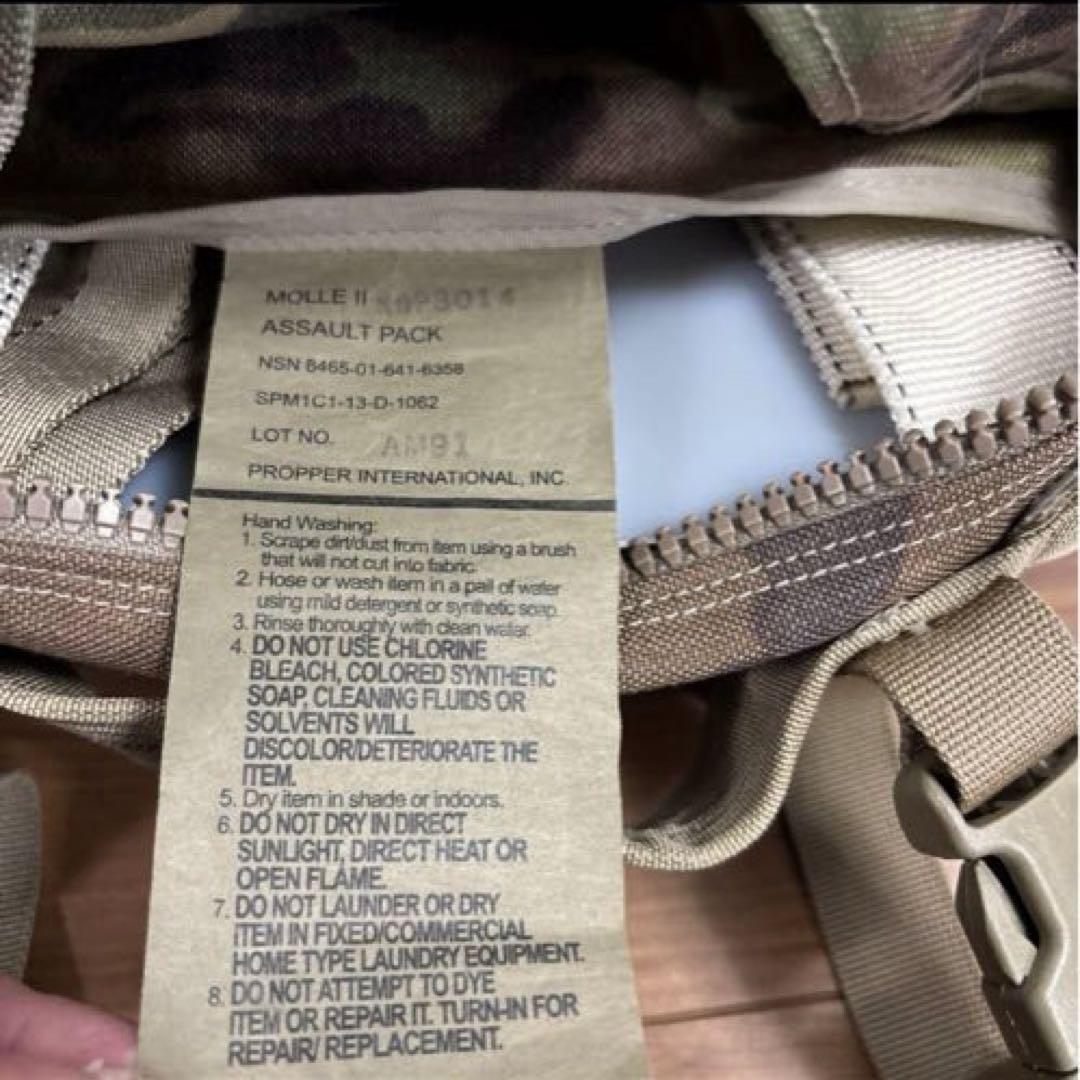 MOLLE II
ASSAULT PACK
NSN 8465-01-641-6358
SPM1C1-13-D-1062
LOT NO. AM91
PROPPER INTERNATIONAL, INC.
Hand Washing:
1. Scrape dirt/dust from item using a brush
that will not cut into fabric.
2. Hose or wash item in a pail of water
using mild detergent or synthetic soap.
3. Rinse thoroughly with clean water.
4. DO NOT USE CHLORINE
BLEACH, COLORED SYNTHETIC
SOAP, CLEANING FLUIDS OR
SOLVENTS WILL
DISCOLOR/DETERIORATE THE
ITEM.
5. Dry item in shade or indoors.
6. DO NOT DRY IN DIRECT
SUNLIGHT, DIRECT HEAT OR
OPEN FLAME.
7. DO NOT LAUNDER OR DRY
ITEM IN FIXED/COMMERCIAL
HOME TYPE LAUNDRY EQUIPMENT.
8. DO NOT ATTEMPT TO DYE
ITEM OR REPAIR IT. TURN-IN FOR
REPAIR/ REPLACEMENT.